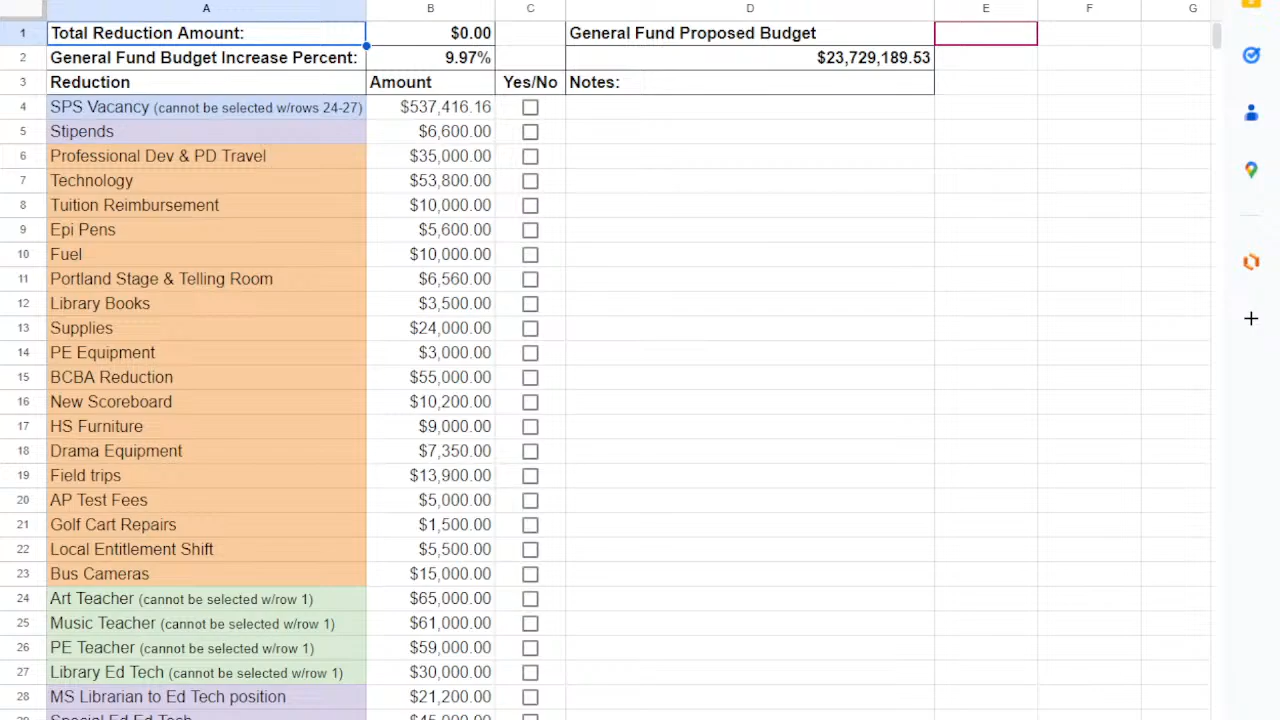 A B C D E F G
1 Total Reduction Amount: $0.00 General Fund Proposed Budget
2 General Fund Budget Increase Percent: 9.97% $23,729,189.53
3 Reduction Amount Yes/No Notes:
4 SPS Vacancy (cannot be selected w/rows 24-27) $537,416.16
5 Stipends $6,600.00
6 Professional Dev & PD Travel $35,000.00
7 Technology $53,800.00
8 Tuition Reimbursement $10,000.00
9 Epi Pens $5,600.00
10 Fuel $10,000.00
11 Portland Stage & Telling Room $6,560.00
12 Library Books $3,500.00
13 Supplies $24,000.00
14 PE Equipment $3,000.00
15 BCBA Reduction $55,000.00
16 New Scoreboard $10,200.00
17 HS Furniture $9,000.00
18 Drama Equipment $7,350.00
19 Field trips $13,900.00
20 AP Test Fees $5,000.00
21 Golf Cart Repairs $1,500.00
22 Local Entitlement Shift $5,500.00
23 Bus Cameras $15,000.00
24 Art Teacher (cannot be selected w/row 1) $65,000.00
25 Music Teacher (cannot be selected w/row 1) $61,000.00
26 PE Teacher (cannot be selected w/row 1) $59,000.00
27 Library Ed Tech (cannot be selected w/row 1) $30,000.00
28 MS Librarian to Ed Tech position $21,200.00